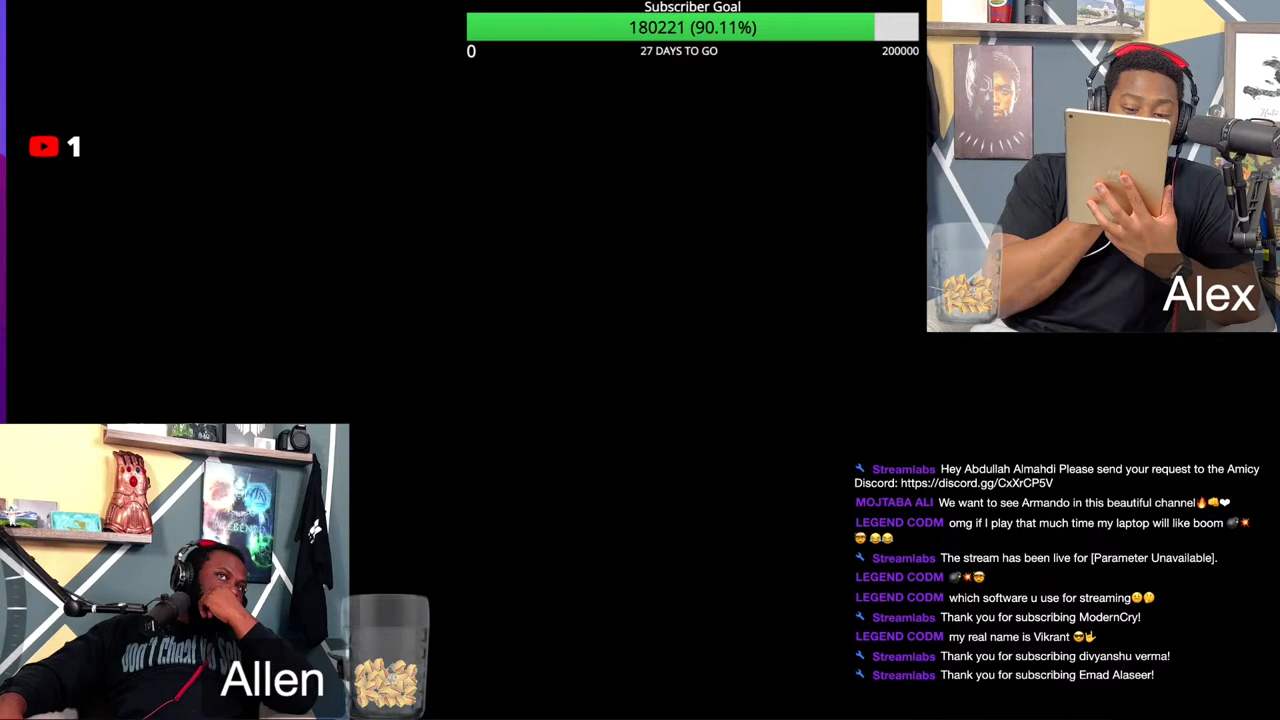 Subscriber Goal
180221 (90.11%)
0
27 DAYS TO GO
200000
1
Alex
Streamlabs Hey Abdullah Almahdi Please send your request to the Amicy
Discord: https://discord.gg/CxXrCP5V
MOJTABA ALI We want to see Armando in this beautiful channel🔥👊❤
LEGEND CODM omg if I play that much time my laptop will like boom 💣💥
🤯😂😂
Streamlabs The stream has been live for [Parameter Unavailable].
LEGEND CODM 💣💥🤯
LEGEND CODM which software u use for streaming😐🤔
Streamlabs Thank you for subscribing ModernCry!
LEGEND CODM my real name is Vikrant 😎🤟
Streamlabs Thank you for subscribing divyanshu verma!
Streamlabs Thank you for subscribing Emad Alaseer!
Don't Cheat
Allen